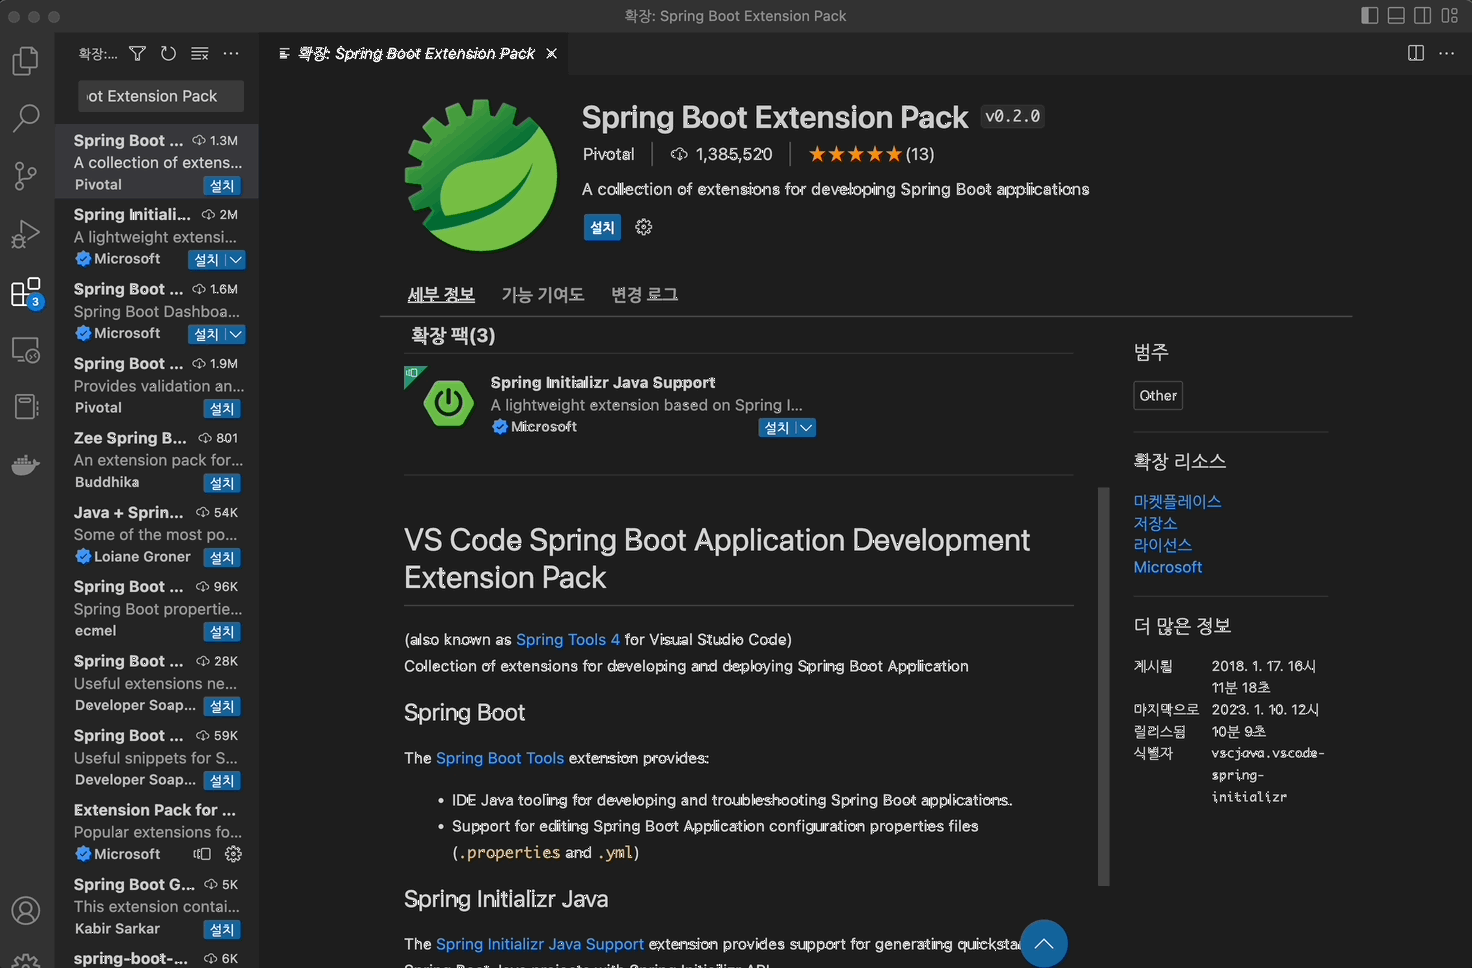 확장: Spring Boot Extension Pack
확장:...
확장: Spring Boot Extension Pack
ot Extension Pack
Spring Boot ... 1.3M
A collection of extens...
Pivotal 설치
Spring Initiali... 2M
A lightweight extensi...
Microsoft 설치
Spring Boot ... 1.6M
Spring Boot Dashboa...
Microsoft 설치
Spring Boot ... 1.9M
Provides validation an...
Pivotal 설치
Zee Spring B... 801
An extension pack for...
Buddhika 설치
Java + Sprin... 54K
Some of the most po...
Loiane Groner 설치
Spring Boot ... 96K
Spring Boot propertie...
ecmel 설치
Spring Boot ... 28K
Useful extensions ne...
Developer Soap... 설치
Spring Boot ... 59K
Useful snippets for S...
Developer Soap... 설치
Extension Pack for ...
Popular extensions fo...
Microsoft
Spring Boot G... 5K
This extension contai...
Kabir Sarkar 설치
spring-boot-... 6K
3
Spring Boot Extension Pack v0.2.0
Pivotal 1,385,520 ★★★★★(13)
A collection of extensions for developing Spring Boot applications
설치
세부 정보 기능 기여도 변경 로그
확장 팩(3)
Spring Initializr Java Support
A lightweight extension based on Spring I...
Microsoft 설치
VS Code Spring Boot Application Development
Extension Pack
(also known as Spring Tools 4 for Visual Studio Code)
Collection of extensions for developing and deploying Spring Boot Application
Spring Boot
The Spring Boot Tools extension provides:
• IDE Java tooling for developing and troubleshooting Spring Boot applications.
• Support for editing Spring Boot Application configuration properties files
(.properties and .yml)
Spring Initializr Java
The Spring Initializr Java Support extension provides support for generating quicksta
Spring Boot Java projects with Spring Initializr API
범주
Other
확장 리소스
마켓플레이스
저장소
라이선스
Microsoft
더 많은 정보
게시됨 2018. 1. 17. 16시
11분 18초
마지막으로 2023. 1. 10. 12시
릴리스됨 10분 9초
식별자 vscjava.vscode-
spring-
initializr